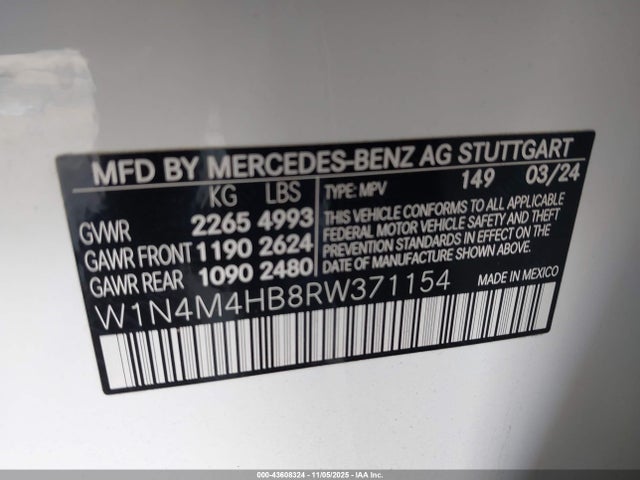 MFD BY MERCEDES-BENZ AG STUTTGART
KG LBS TYPE: MPV 149 03/24
GVWR 2265 4993
GAWR FRONT 1190 2624
GAWR REAR 1090 2480
THIS VEHICLE CONFORMS TO ALL APPLICABLE
FEDERAL MOTOR VEHICLE SAFETY AND THEFT
PREVENTION STANDARDS IN EFFECT ON THE
DATE OF MANUFACTURE SHOWN ABOVE.
W1N4M4HB8RW371154 MADE IN MEXICO
000-43608324 | 11/05/2025 | IAA Inc.